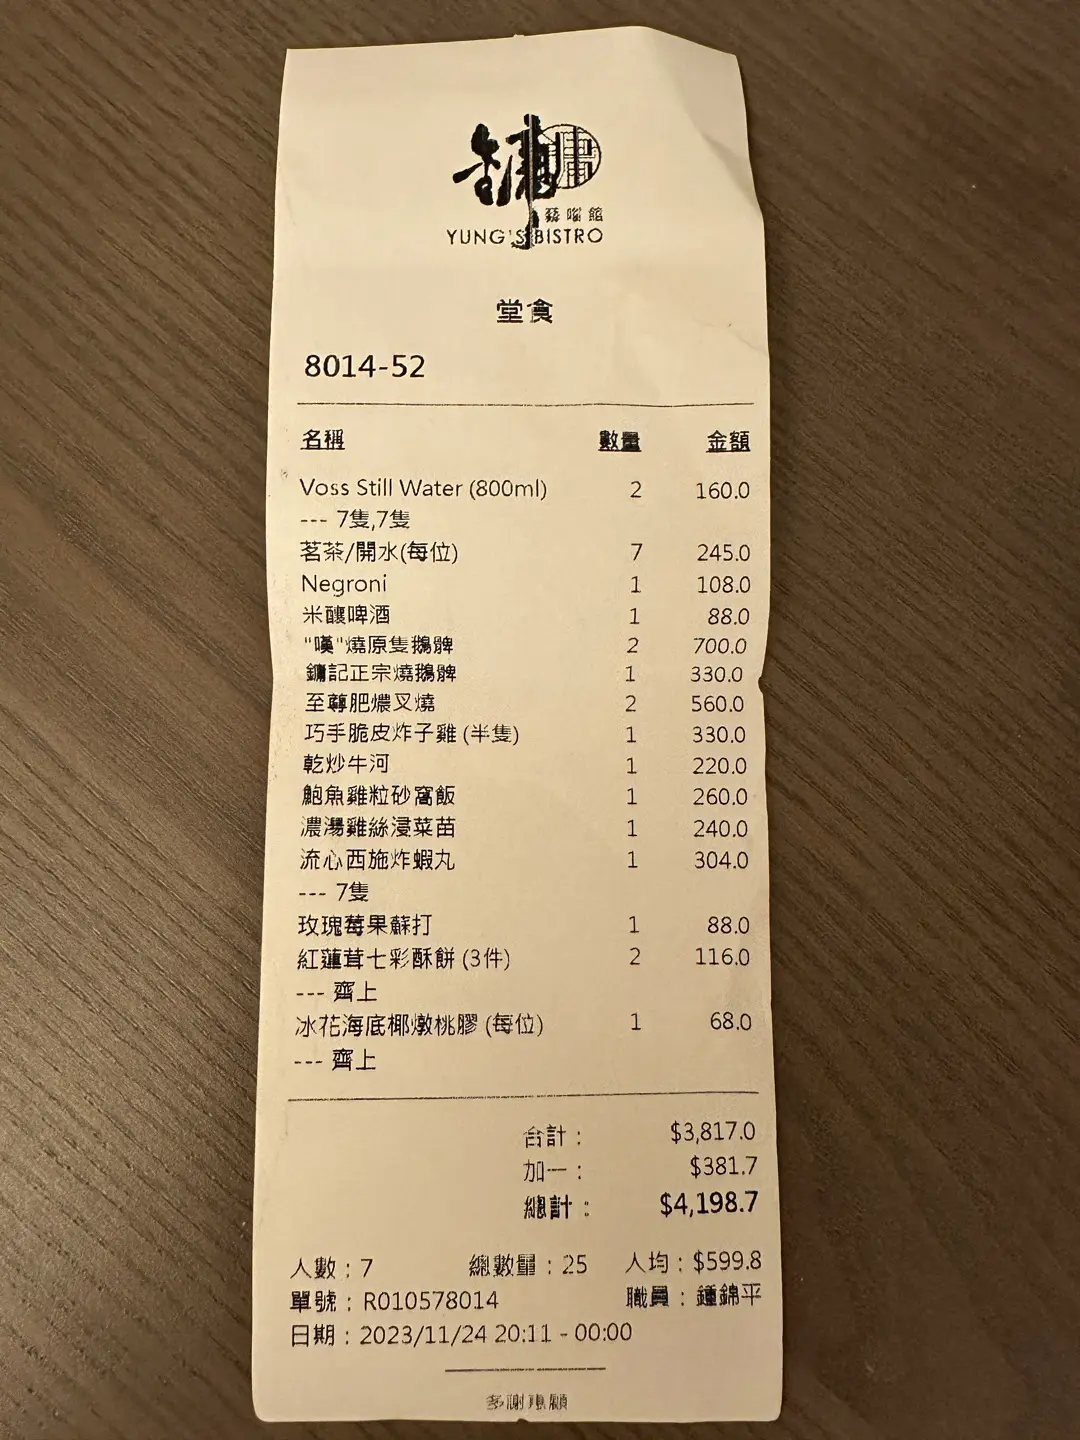 鏞
藝嚐館
YUNG'S BISTRO
堂食
8014-52
名稱 數量 金額
Voss Still Water (800ml) 2 160.0
--- 7隻,7隻
茗茶/開水(每位) 7 245.0
Negroni 1 108.0
米釀啤酒 1 88.0
"嘆"燒原隻鵝髀 2 700.0
鏞記正宗燒鵝髀 1 330.0
至尊肥燶叉燒 2 560.0
巧手脆皮炸子雞 (半隻) 1 330.0
乾炒牛河 1 220.0
鮑魚雞粒砂窩飯 1 260.0
濃湯雞絲浸菜苗 1 240.0
流心西施炸蝦丸 1 304.0
--- 7隻
玫瑰莓果蘇打 1 88.0
紅蓮茸七彩酥餅 (3件) 2 116.0
--- 齊上
冰花海底椰燉桃膠 (每位) 1 68.0
--- 齊上
合計： $3,817.0
加一： $381.7
總計： $4,198.7
人數：7 總數量：25 人均：$599.8
單號：R010578014 職員：鍾錦平
日期：2023/11/24 20:11 - 00:00
多謝惠顧